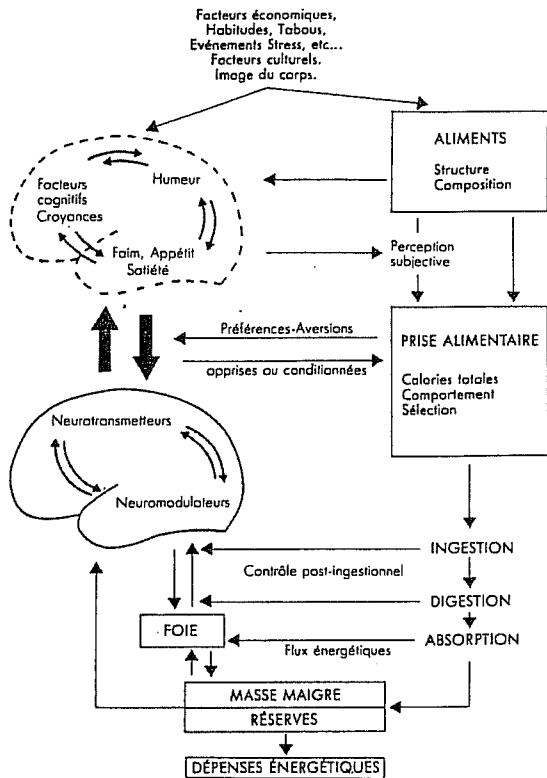 Facteurs économiques,
Habitudes, Tabous,
Evénements Stress, etc...
Facteurs culturels.
Image du corps.
ALIMENTS
Structure
Composition
Humeur
Facteurs
cognitifs
Croyances
Faim, Appétit
Satiété
Perception
subjective
Préférences-Aversions
apprises ou conditionnées
PRISE ALIMENTAIRE
Calories totales
Comportement
Sélection
Neurotransmetteurs
Neuromodulateurs
INGESTION
Contrôle post-ingestionnel
DIGESTION
FOIE
Flux énergétiques
ABSORPTION
MASSE MAIGRE
RÉSERVES
DÉPENSES ÉNERGÉTIQUES